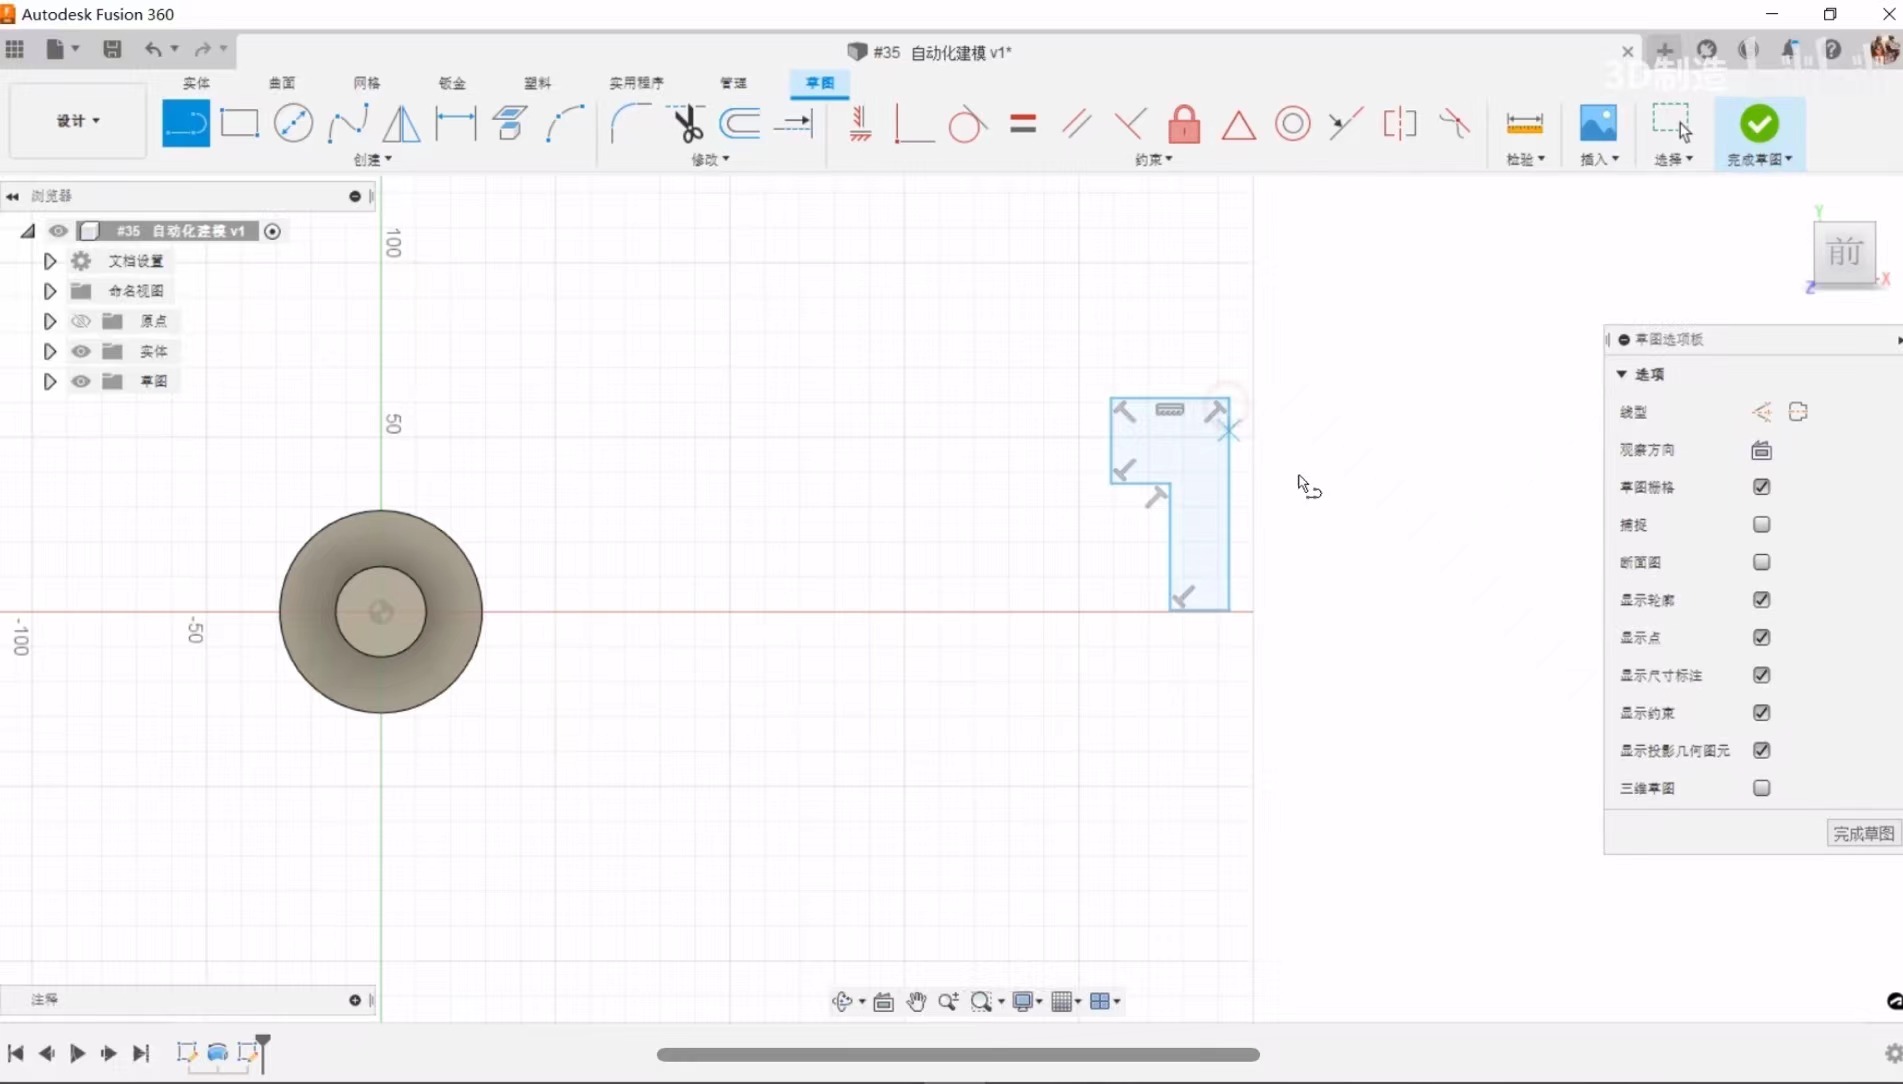 Autodesk Fusion 360
#35 自动化建模 v1*
3D制造
实体
曲面
网格
钣金
塑料
实用程序
管理
草图
设计
创建
修改
约束
检验
插入
选择
完成草图
浏览器
#35 自动化建模 v1
文档设置
命名视图
原点
实体
草图
100
50
-50
-100
Y
前
X
Z
草图选项板
选项
线型
观察方向
草图栅格
捕捉
断面图
显示轮廓
显示点
显示尺寸标注
显示约束
显示投影几何图元
三维草图
完成草图
注释